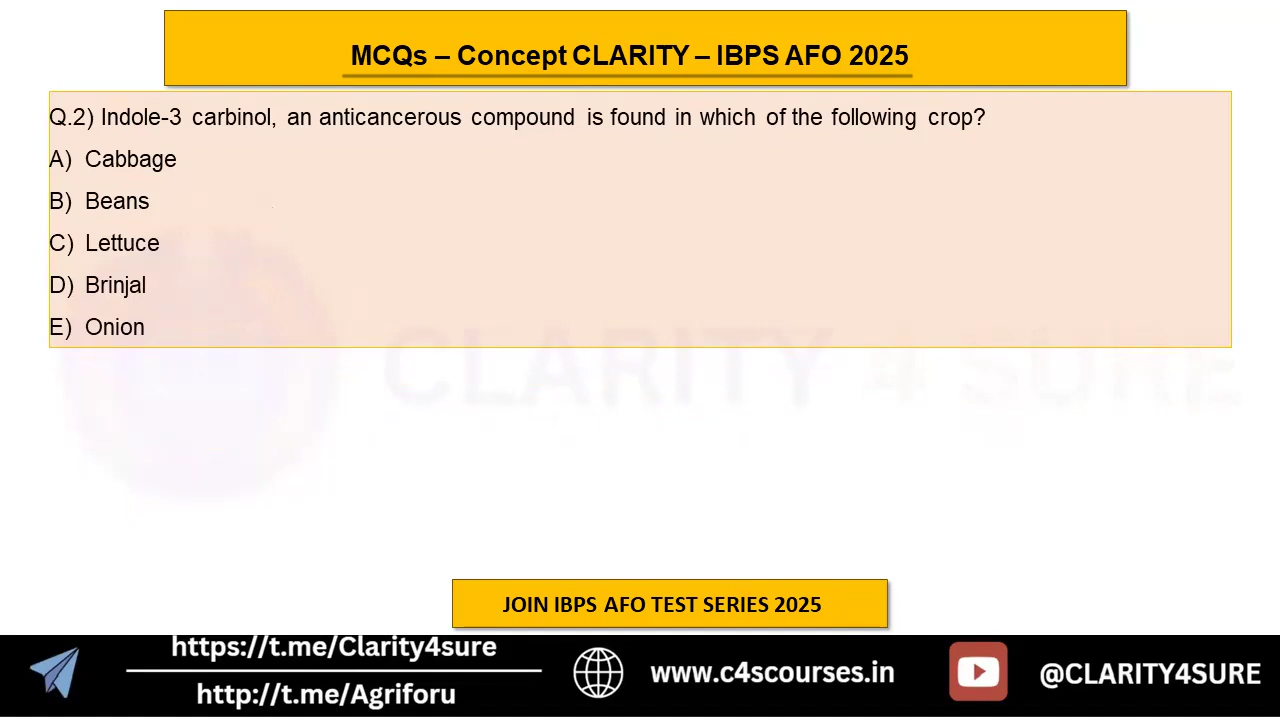 MCQs – Concept CLARITY – IBPS AFO 2025
Q.2) Indole-3 carbinol, an anticancerous compound is found in which of the following crop?
A) Cabbage
B) Beans
C) Lettuce
D) Brinjal
E) Onion
CLARITY 4 SURE
JOIN IBPS AFO TEST SERIES 2025
https://t.me/Clarity4sure
http://t.me/Agriforu
www.c4scourses.in
@CLARITY4SURE